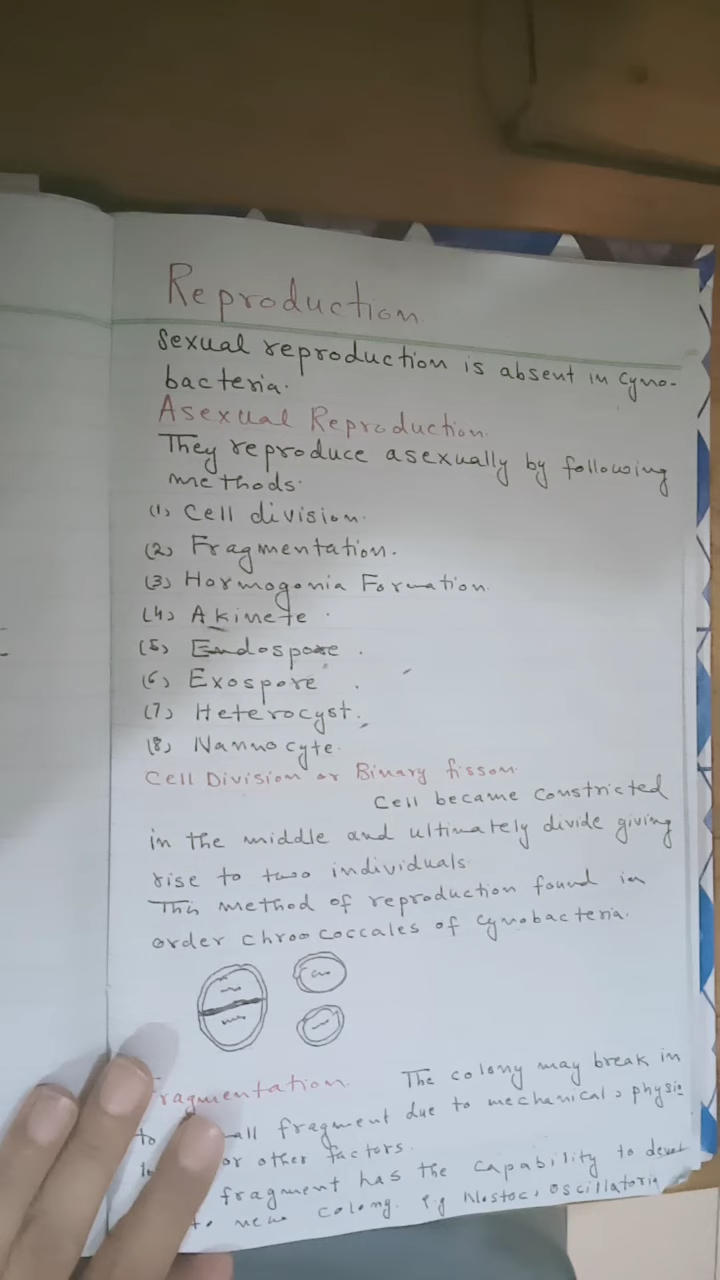 Reproduction
Sexual reproduction is absent in Cyno-
bacteria.
Asexual Reproduction.
They reproduce asexually by following
methods.
(1) Cell division.
(2) Fragmentation.
(3) Hormogonia Formation.
(4) Akinete.
(5) Endospore.
(6) Exospore.
(7) Heterocyst.
(8) Nannocyte.
Cell Division or Binary fisson.
Cell became constricted
in the middle and ultimately divide giving
rise to two individuals.
This method of reproduction found in
order chroococcales of Cynobacteria.
ragmentation. The colony may break in
to all fragment due to mechanical, physic
or other factors.
fragment has the capability to
to new colony. e.g Nostoc, oscillatoria